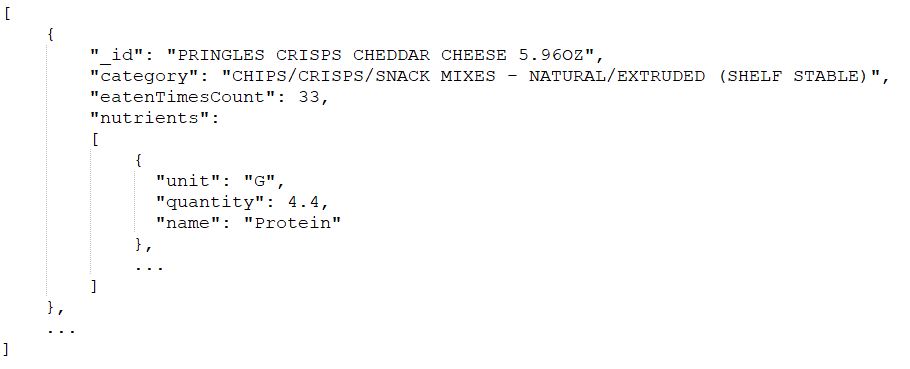 [
{
"_id": "PRINGLES CRISPS CHEDDAR CHEESE 5.96OZ",
"category": "CHIPS/CRISPS/SNACK MIXES - NATURAL/EXTRUDED (SHELF STABLE)",
"eatenTimesCount": 33,
"nutrients":
[
{
"unit": "G",
"quantity": 4.4,
"name": "Protein"
},
...
]
},
...
]